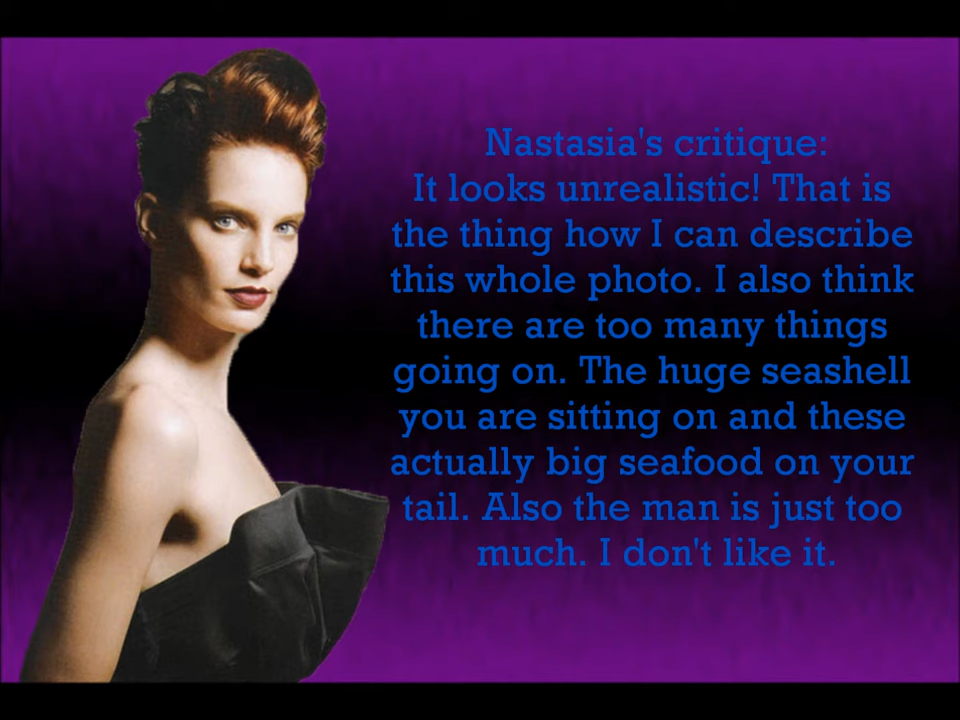 Nastasia's critique:
It looks unrealistic! That is
the thing how I can describe
this whole photo. I also think
there are too many things
going on. The huge seashell
you are sitting on and these
actually big seafood on your
tail. Also the man is just too
much. I don't like it.